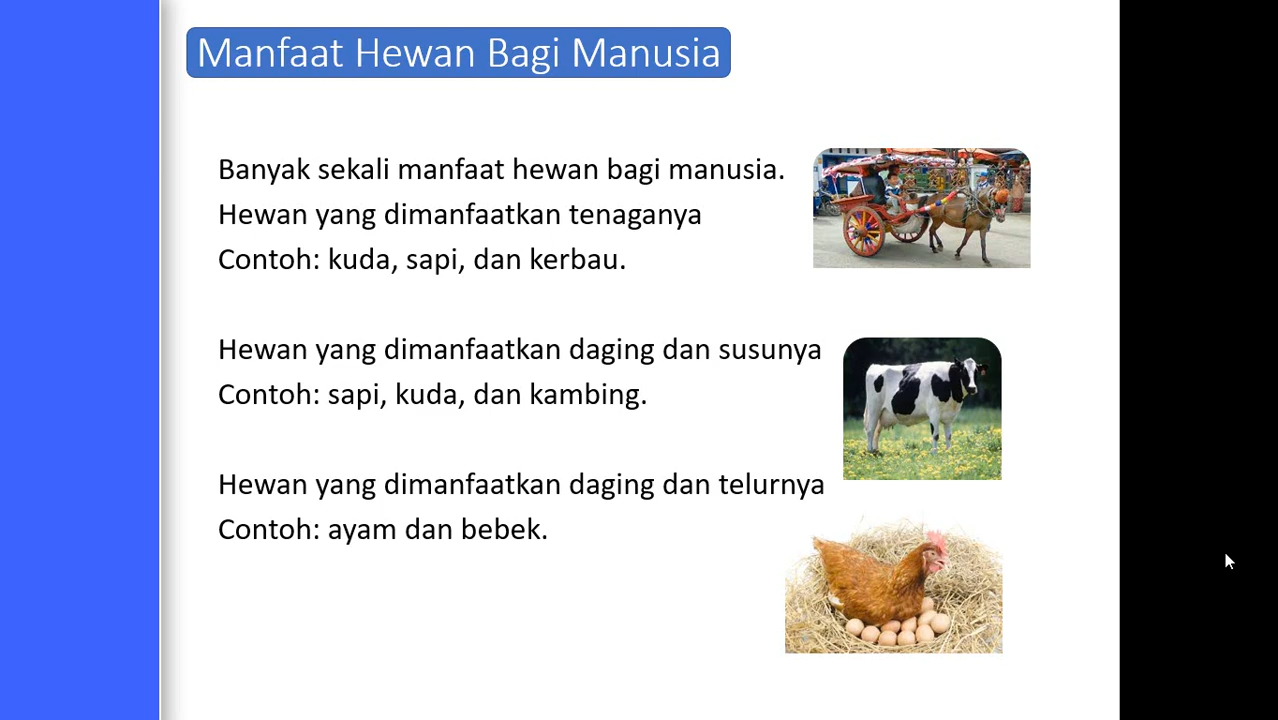 Manfaat Hewan Bagi Manusia
Banyak sekali manfaat hewan bagi manusia.
Hewan yang dimanfaatkan tenaganya
Contoh: kuda, sapi, dan kerbau.
Hewan yang dimanfaatkan daging dan susunya
Contoh: sapi, kuda, dan kambing.
Hewan yang dimanfaatkan daging dan telurnya
Contoh: ayam dan bebek.